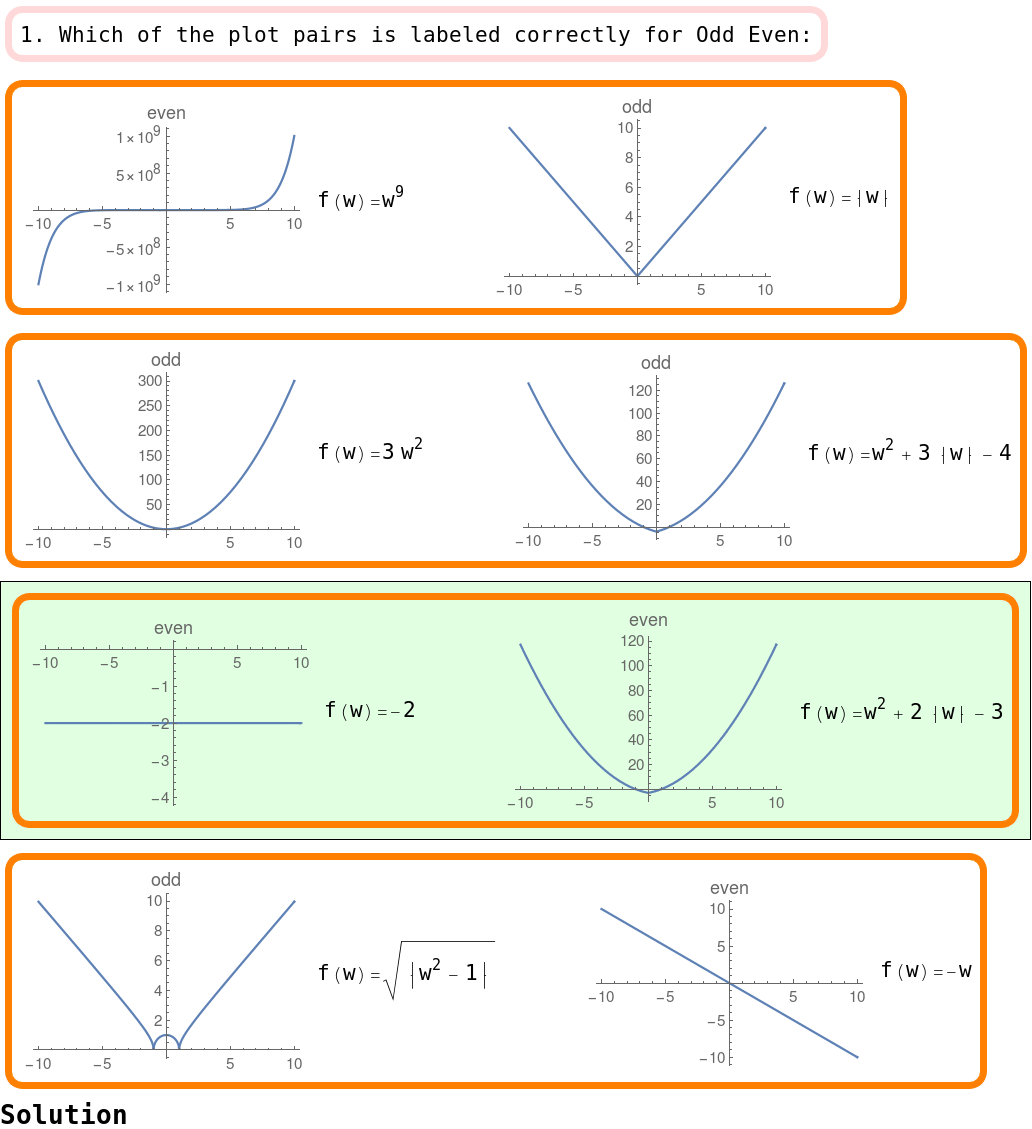 1. Which of the plot pairs is labeled correctly for Odd Even:
even
odd
1×10^9
5×10^8
-5×10^8
-1×10^9
-10 -5 5 10
f(w)=w^9
10
8
6
4
2
-10 -5 5 10
f(w)=|w|
odd
odd
300
250
200
150
100
50
-10 -5 5 10
f(w)=3 w^2
120
100
80
60
40
20
-10 -5 5 10
f(w)=w^2 + 3 |w| - 4
even
even
-10 -5 5 10
-1
-2
-3
-4
f(w)=-2
120
100
80
60
40
20
-10 -5 5 10
f(w)=w^2 + 2 |w| - 3
odd
even
10
8
6
4
2
-10 -5 5 10
f(w)=√|w^2 - 1|
10
5
-10 -5 5 10
-5
-10
f(w)=-w
Solution